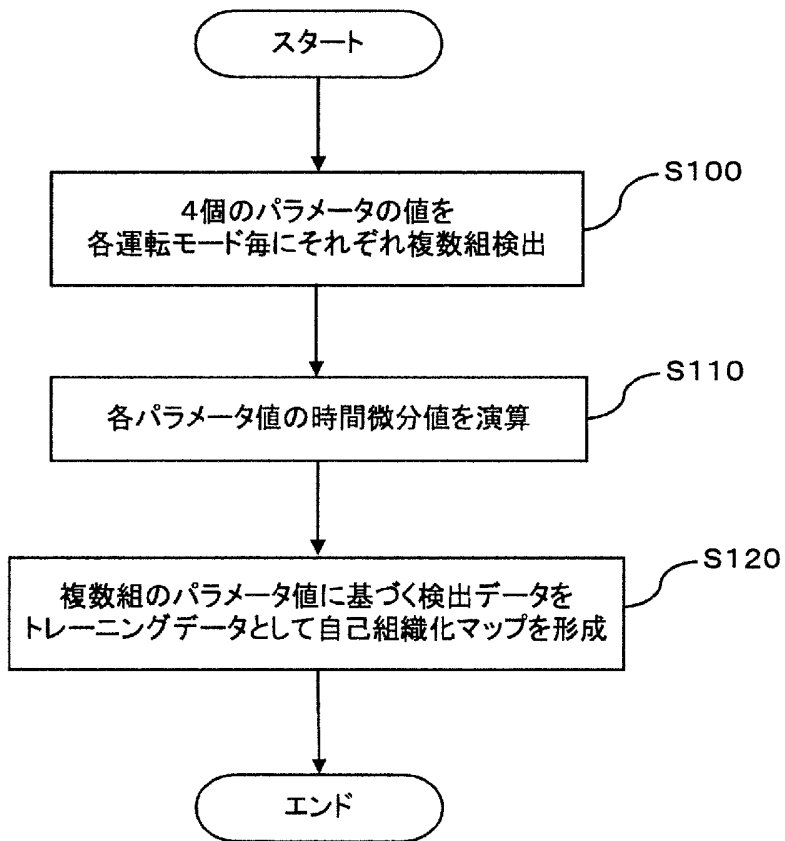 スタート
S100
4個のパラメータの値を
各運転モード毎にそれぞれ複数組検出
S110
各パラメータ値の時間微分値を演算
S120
複数組のパラメータ値に基づく検出データを
トレーニングデータとして自己組織化マップを形成
エンド